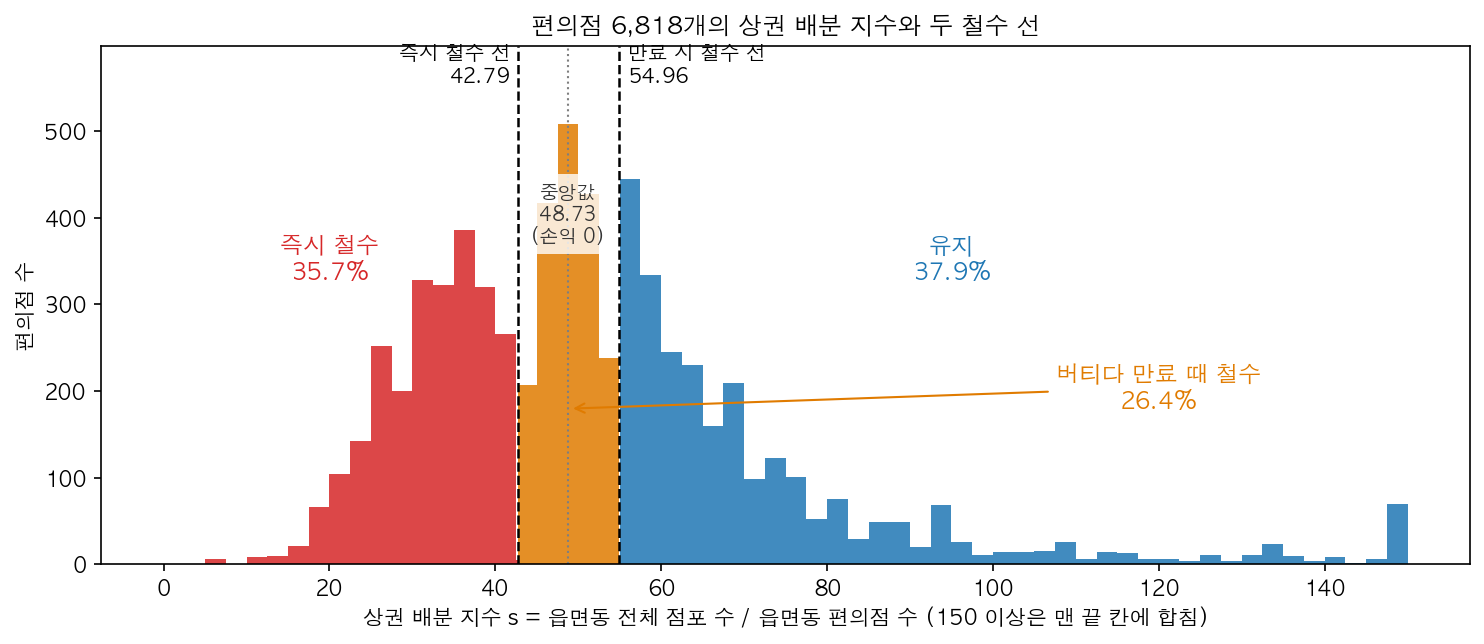 편의점 6,818개의 상권 배분 지수와 두 철수 선
즉시 철수 선
42.79
만료 시 철수 선
54.96
중앙값
48.73
(손익 0)
즉시 철수
35.7%
유지
37.9%
버티다 만료 때 철수
26.4%
편의점 수
500
400
300
200
100
0
0 20 40 60 80 100 120 140
상권 배분 지수 s = 읍면동 전체 점포 수 / 읍면동 편의점 수 (150 이상은 맨 끝 칸에 합침)